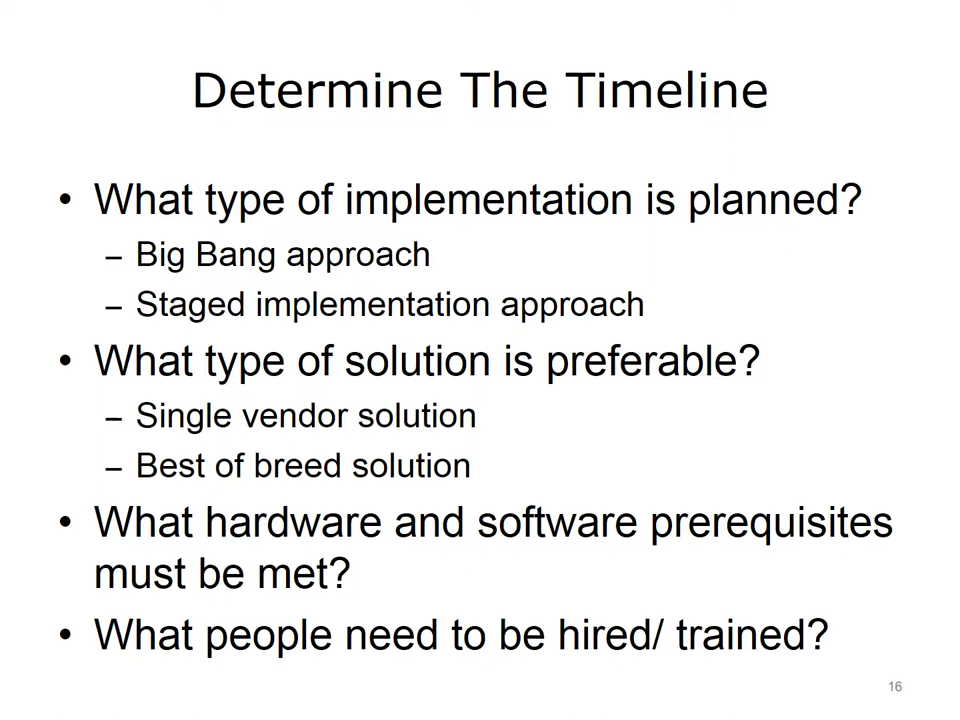 Determine The Timeline
• What type of implementation is planned?
– Big Bang approach
– Staged implementation approach
• What type of solution is preferable?
– Single vendor solution
– Best of breed solution
• What hardware and software prerequisites
must be met?
• What people need to be hired/ trained?
16